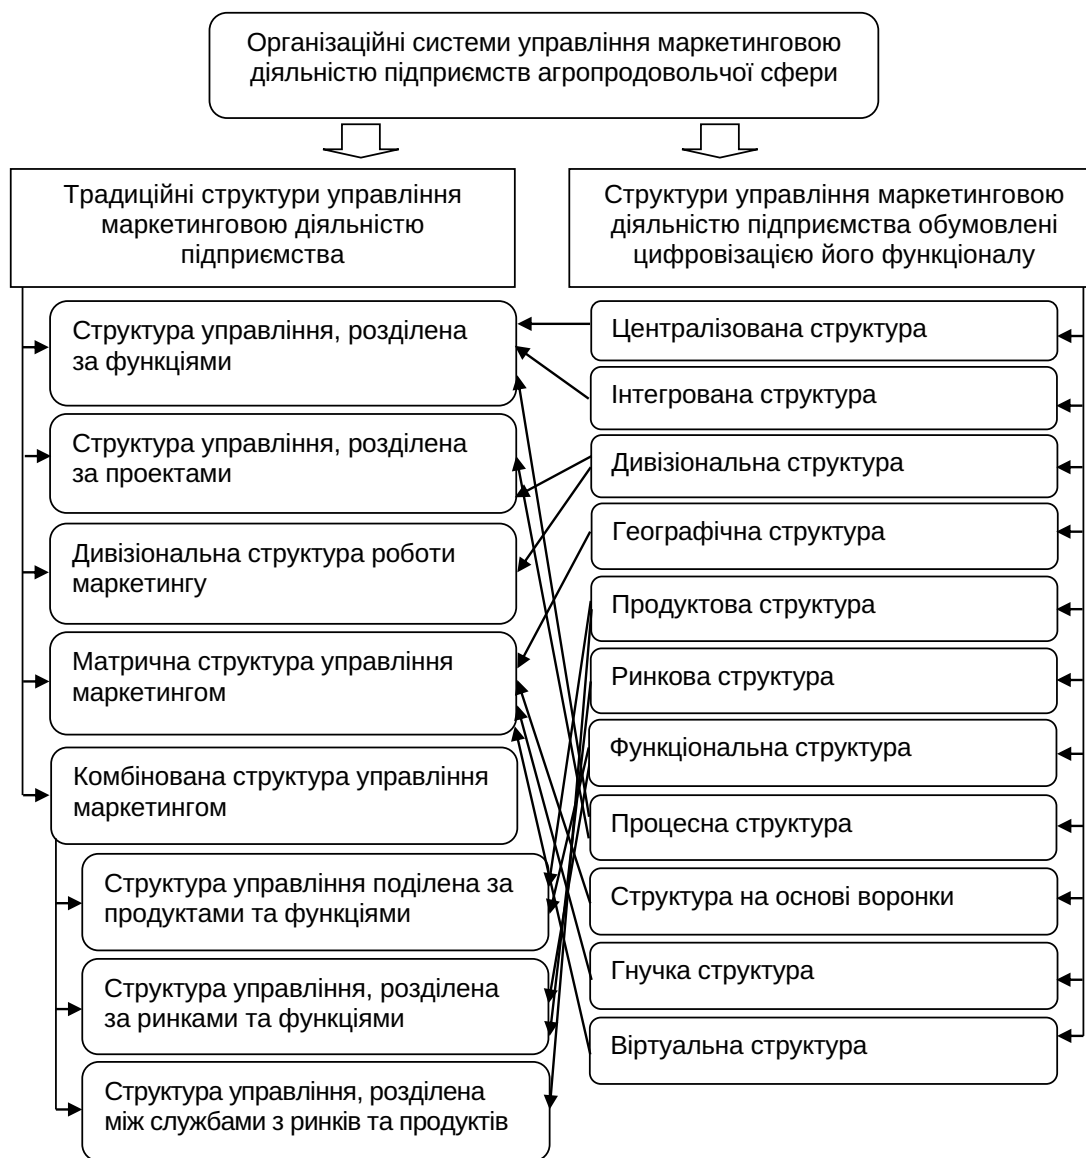 Організаційні системи управління маркетинговою
діяльністю підприємств агропродовольчої сфери
Традиційні структури управління
маркетинговою діяльністю
підприємства
Структура управління, розділена
за функціями
Структура управління, розділена
за проектами
Дивізіональна структура роботи
маркетингу
Матрична структура управління
маркетингом
Комбінована структура управління
маркетингом
Структура управління поділена за
продуктами та функціями
Структура управління, розділена
за ринками та функціями
Структура управління, розділена
між службами з ринків та продуктів
Структури управління маркетинговою
діяльністю підприємства обумовлені
цифровізацією його функціоналу
Централізована структура
Інтегрована структура
Дивізіональна структура
Географічна структура
Продуктова структура
Ринкова структура
Функціональна структура
Процесна структура
Структура на основі воронки
Гнучка структура
Віртуальна структура